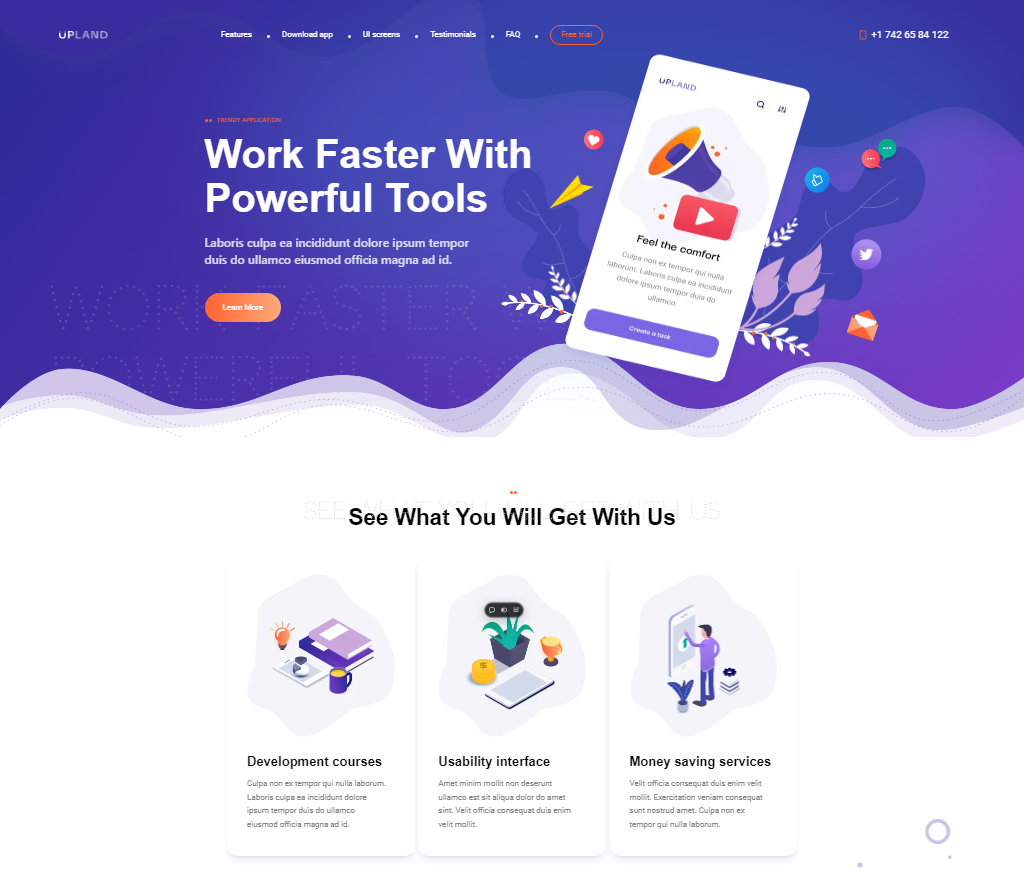 UPLAND
Features
Download app
UI screens
Testimonials
FAQ
Free trial
+1 742 65 84 122
TRENDY APPLICATION
Work Faster With
Powerful Tools
Laboris culpa ea incididunt dolore ipsum tempor
duis do ullamco eiusmod officia magna ad id.
Learn More
UPLAND
Feel the comfort
Culpa non ex tempor qui nulla
laborum. Laboris culpa ea incididunt
dolore ipsum tempor duis do
ullamco.
Create a task
SEE WHAT YOU WILL GET WITH US
See What You Will Get With Us
Development courses
Culpa non ex tempor qui nulla laborum.
Laboris culpa ea incididunt dolore
ipsum tempor duis do ullamco
eiusmod officia magna ad id.
Usability interface
Amet minim mollit non deserunt
ullamco est sit aliqua dolor do amet
sint. Velit officia consequat duis enim
velit mollit.
Money saving services
Velit officia consequat duis enim velit
mollit. Exercitation veniam consequat
sunt nostrud amet. Culpa non ex
tempor qui nulla laborum.